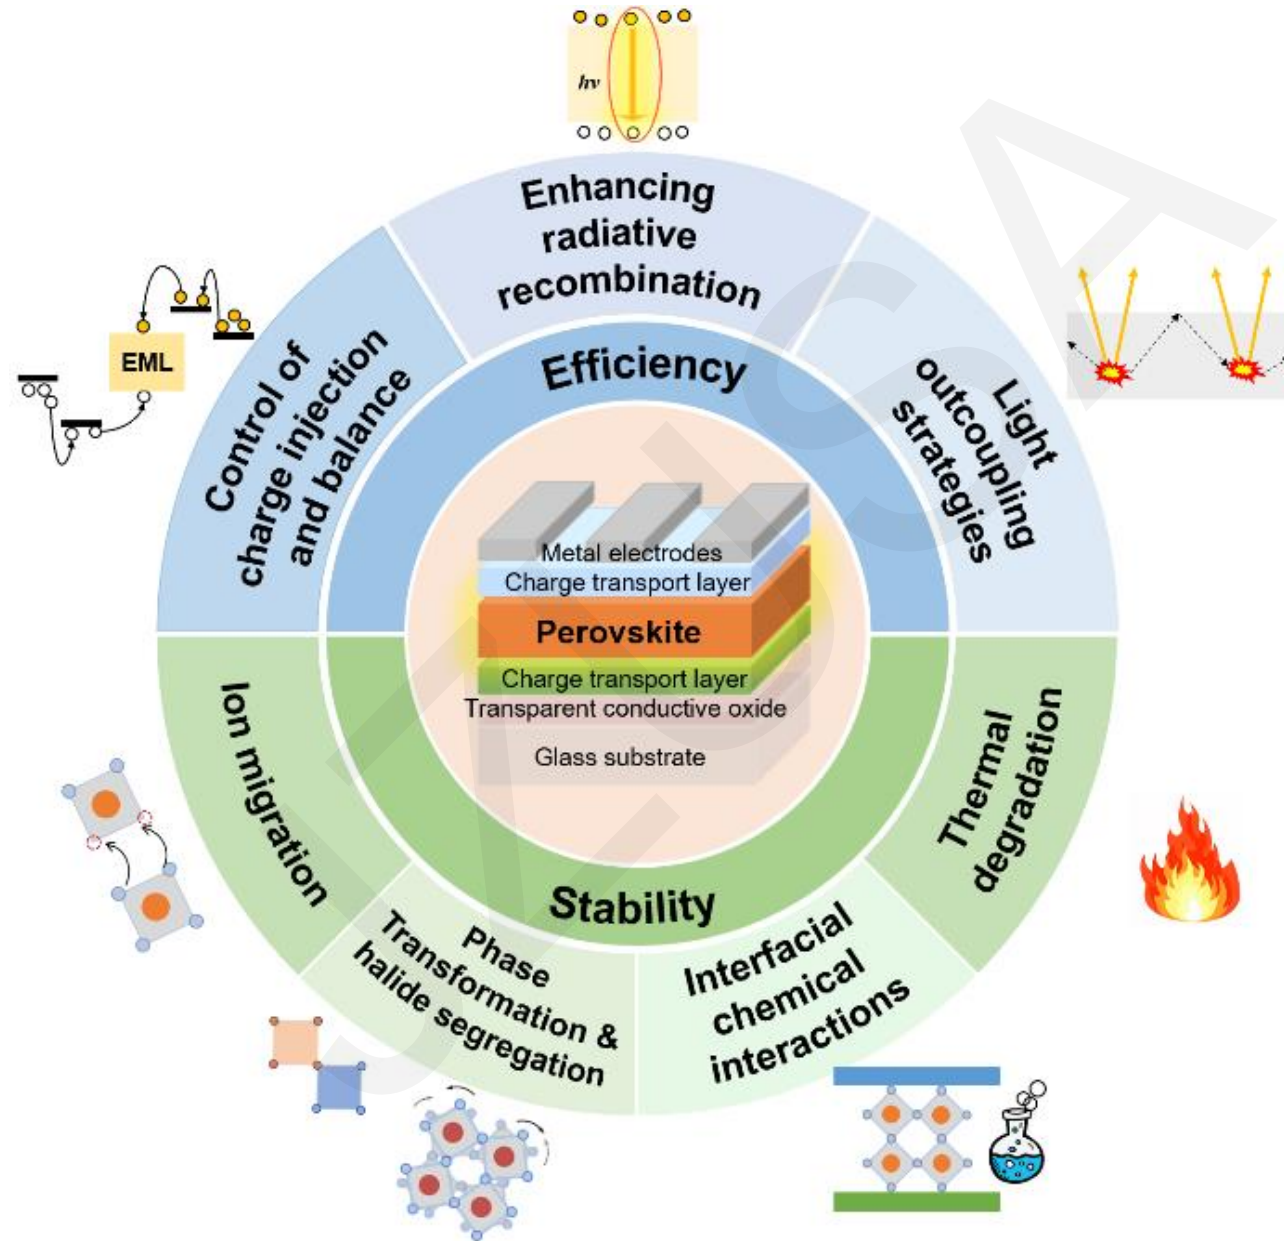 hν
Enhancing
radiative
recombination
Control of
charge injection
and balance
Light
outcoupling
strategies
EML
Efficiency
Metal electrodes
Charge transport layer
Perovskite
Charge transport layer
Transparent conductive oxide
Glass substrate
Stability
Ion migration
Phase
Transformation &
halide segregation
Interfacial
chemical
interactions
Thermal
degradation